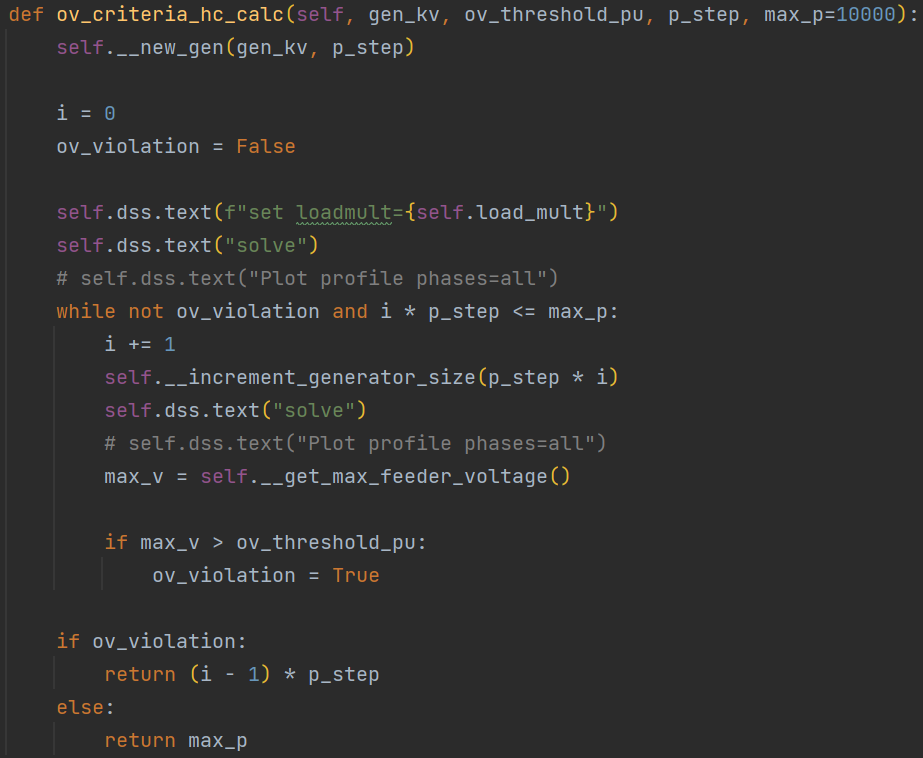 def ov_criteria_hc_calc(self, gen_kv, ov_threshold_pu, p_step, max_p=10000):
    self.__new_gen(gen_kv, p_step)

    i = 0
    ov_violation = False

    self.dss.text(f"set loadmult={self.load_mult}")
    self.dss.text("solve")
    # self.dss.text("Plot profile phases=all")
    while not ov_violation and i * p_step <= max_p:
        i += 1
        self.__increment_generator_size(p_step * i)
        self.dss.text("solve")
        # self.dss.text("Plot profile phases=all")
        max_v = self.__get_max_feeder_voltage()

        if max_v > ov_threshold_pu:
            ov_violation = True

    if ov_violation:
        return (i - 1) * p_step
    else:
        return max_p